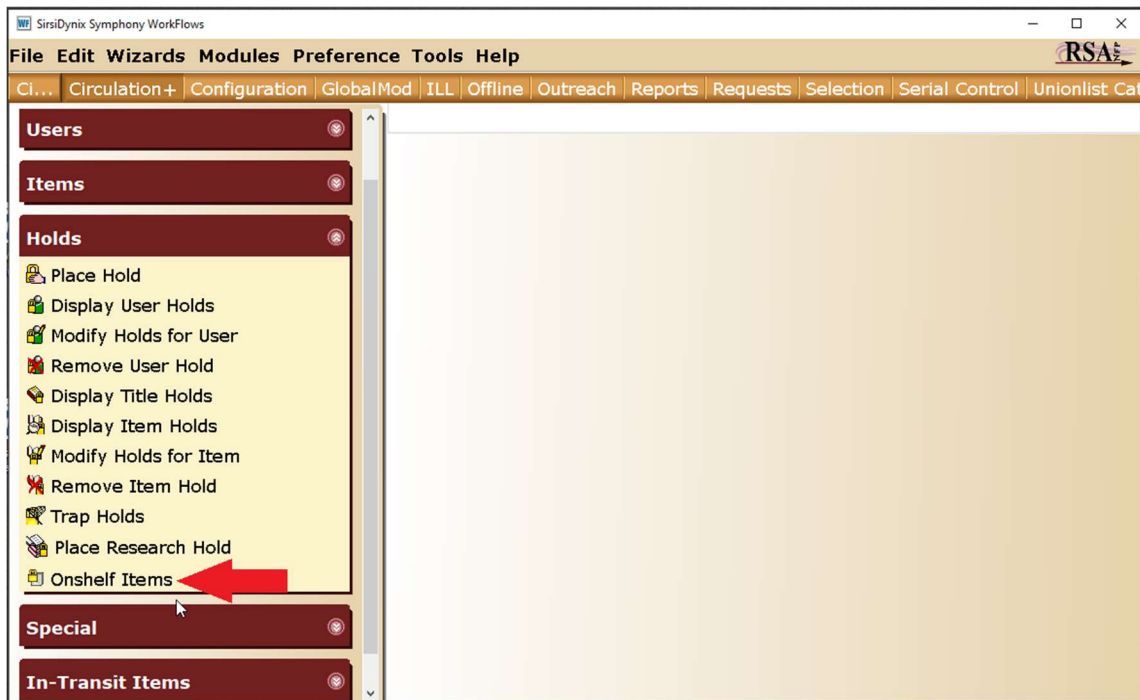 WF SirsiDynix Symphony WorkFlows
File Edit Wizards Modules Preference Tools Help
RSA NFP
Ci... Circulation+ Configuration GlobalMod ILL Offline Outreach Reports Requests Selection Serial Control Unionlist Cat
Users
Items
Holds
Place Hold
Display User Holds
Modify Holds for User
Remove User Hold
Display Title Holds
Display Item Holds
Modify Holds for Item
Remove Item Hold
Trap Holds
Place Research Hold
Onshelf Items
Special
In-Transit Items